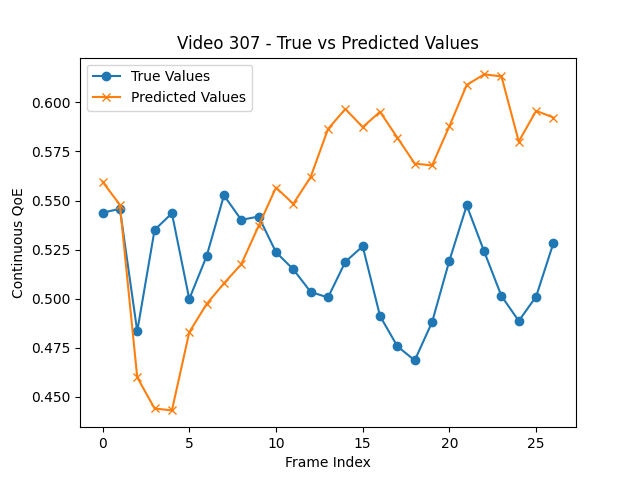 Video 307 - True vs Predicted Values
True Values
Predicted Values
Continuous QoE
0.600
0.575
0.550
0.525
0.500
0.475
0.450
0 5 10 15 20 25
Frame Index